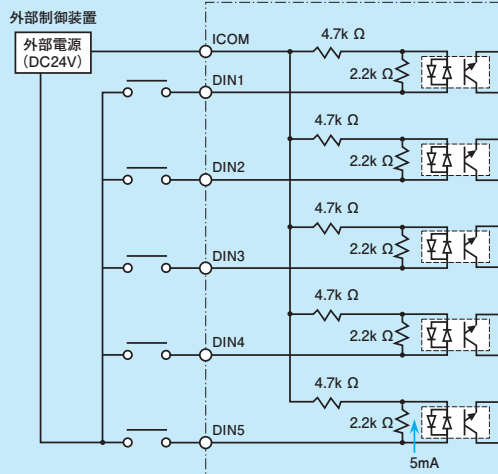 外部制御装置
外部電源
(DC24V)
ICOM
4.7k Ω
2.2k Ω
DIN1
4.7k Ω
2.2k Ω
DIN2
4.7k Ω
2.2k Ω
DIN3
4.7k Ω
2.2k Ω
DIN4
4.7k Ω
2.2k Ω
DIN5
5mA